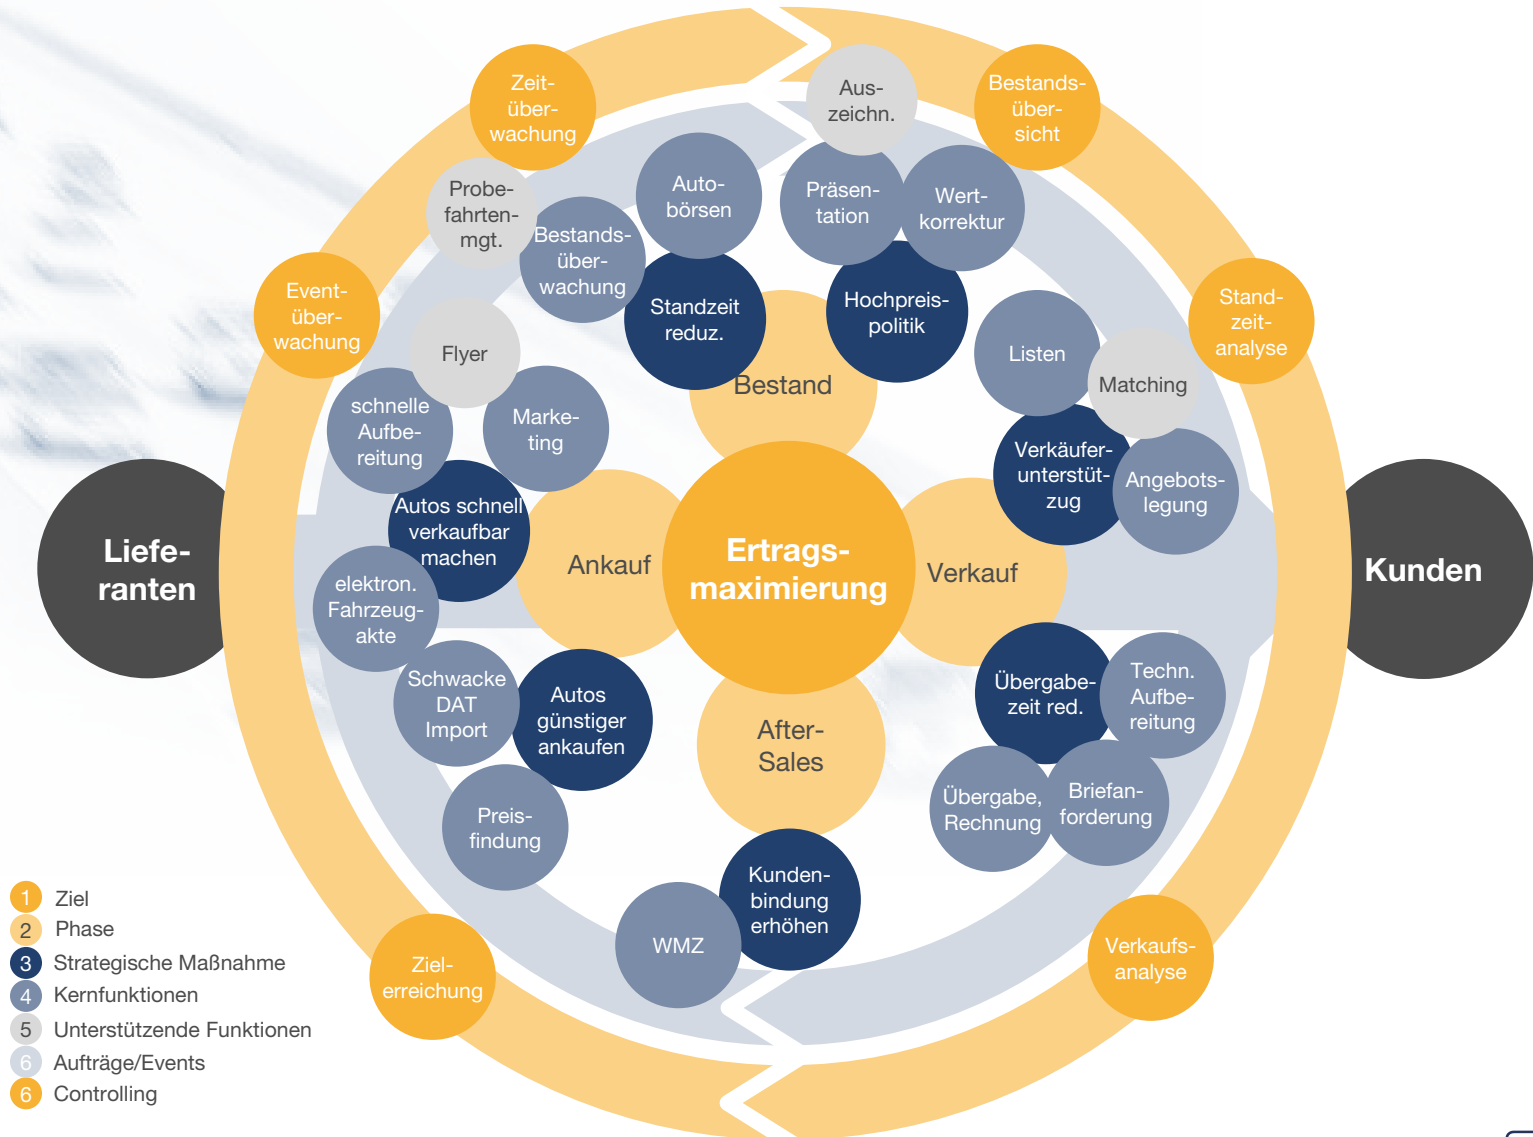 Zeit-
über-
wachung
Aus-
zeichn.
Bestands-
über-
sicht
Probe-
fahrten-
mgt.
Auto-
börsen
Präsen-
tation
Wert-
korrektur
Bestands-
über-
wachung
Event-
über-
wachung
Standzeit
reduz.
Hochpreis-
politik
Stand-
zeit-
analyse
Flyer
Listen
Matching
Bestand
schnelle
Aufbe-
reitung
Marke-
ting
Verkäufer-
unterstüt-
zug
Angebots-
legung
Autos schnell
verkaufbar
machen
Liefe-
ranten
Ankauf
Ertrags-
maximierung
Verkauf
Kunden
elektron.
Fahrzeug-
akte
Schwacke
DAT
Import
Autos
günstiger
ankaufen
After-
Sales
Übergabe-
zeit red.
Techn.
Aufbe-
reitung
Preis-
findung
Übergabe,
Rechnung
Briefan-
forderung
Kunden-
bindung
erhöhen
WMZ
Ziel-
erreichung
Verkaufs-
analyse
1 Ziel
2 Phase
3 Strategische Maßnahme
4 Kernfunktionen
5 Unterstützende Funktionen
6 Aufträge/Events
6 Controlling